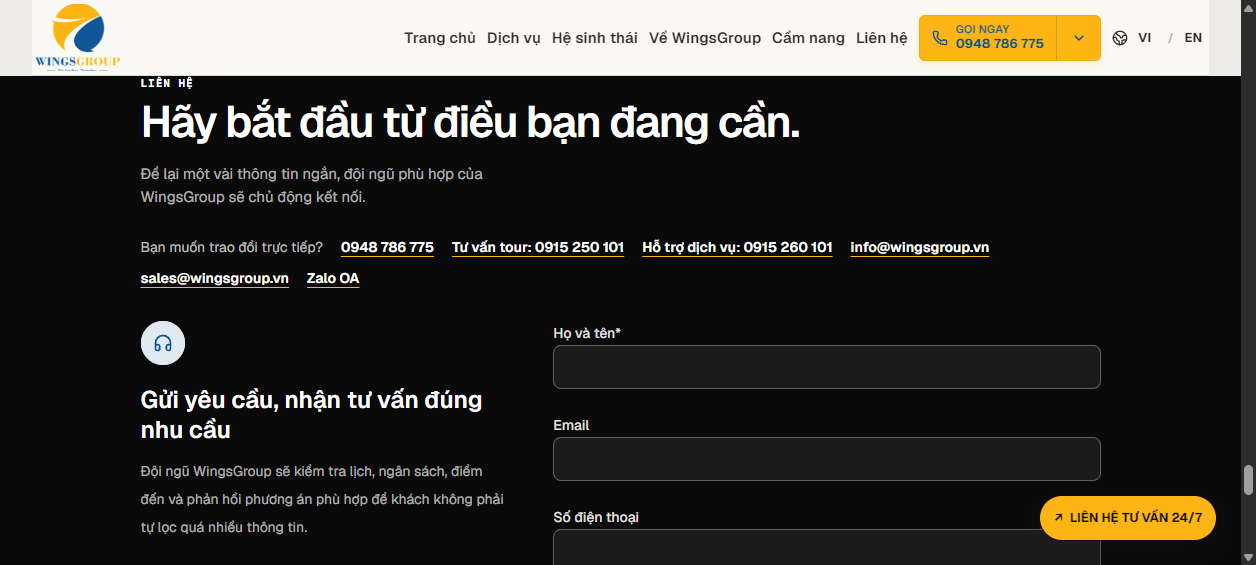 WINGSGROUP
Trang chủ Dịch vụ Hệ sinh thái Về WingsGroup Cẩm nang Liên hệ
GỌI NGAY
0948 786 775
VI / EN
LIÊN HỆ
Hãy bắt đầu từ điều bạn đang cần.
Để lại một vài thông tin ngắn, đội ngũ phù hợp của
WingsGroup sẽ chủ động kết nối.
Bạn muốn trao đổi trực tiếp? 0948 786 775 Tư vấn tour: 0915 250 101 Hỗ trợ dịch vụ: 0915 260 101 info@wingsgroup.vn
sales@wingsgroup.vn Zalo OA
Gửi yêu cầu, nhận tư vấn đúng
nhu cầu
Đội ngũ WingsGroup sẽ kiểm tra lịch, ngân sách, điểm
đến và phản hồi phương án phù hợp để khách không phải
tự lọc quá nhiều thông tin.
Họ và tên*
Email
Số điện thoại
LIÊN HỆ TƯ VẤN 24/7